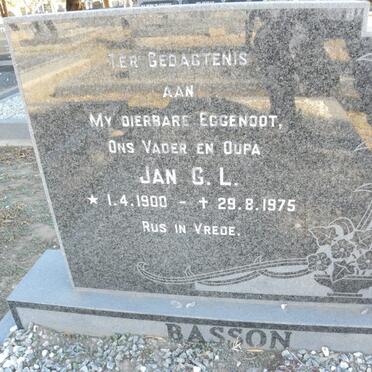 TER GEDAGTENIS
AAN
MY DIERBARE EGGENOOT,
ONS VADER EN OUPA
JAN G. L.
★ 1.4.1900 - ✝ 29.8.1975
RUS IN VREDE.
BASSON